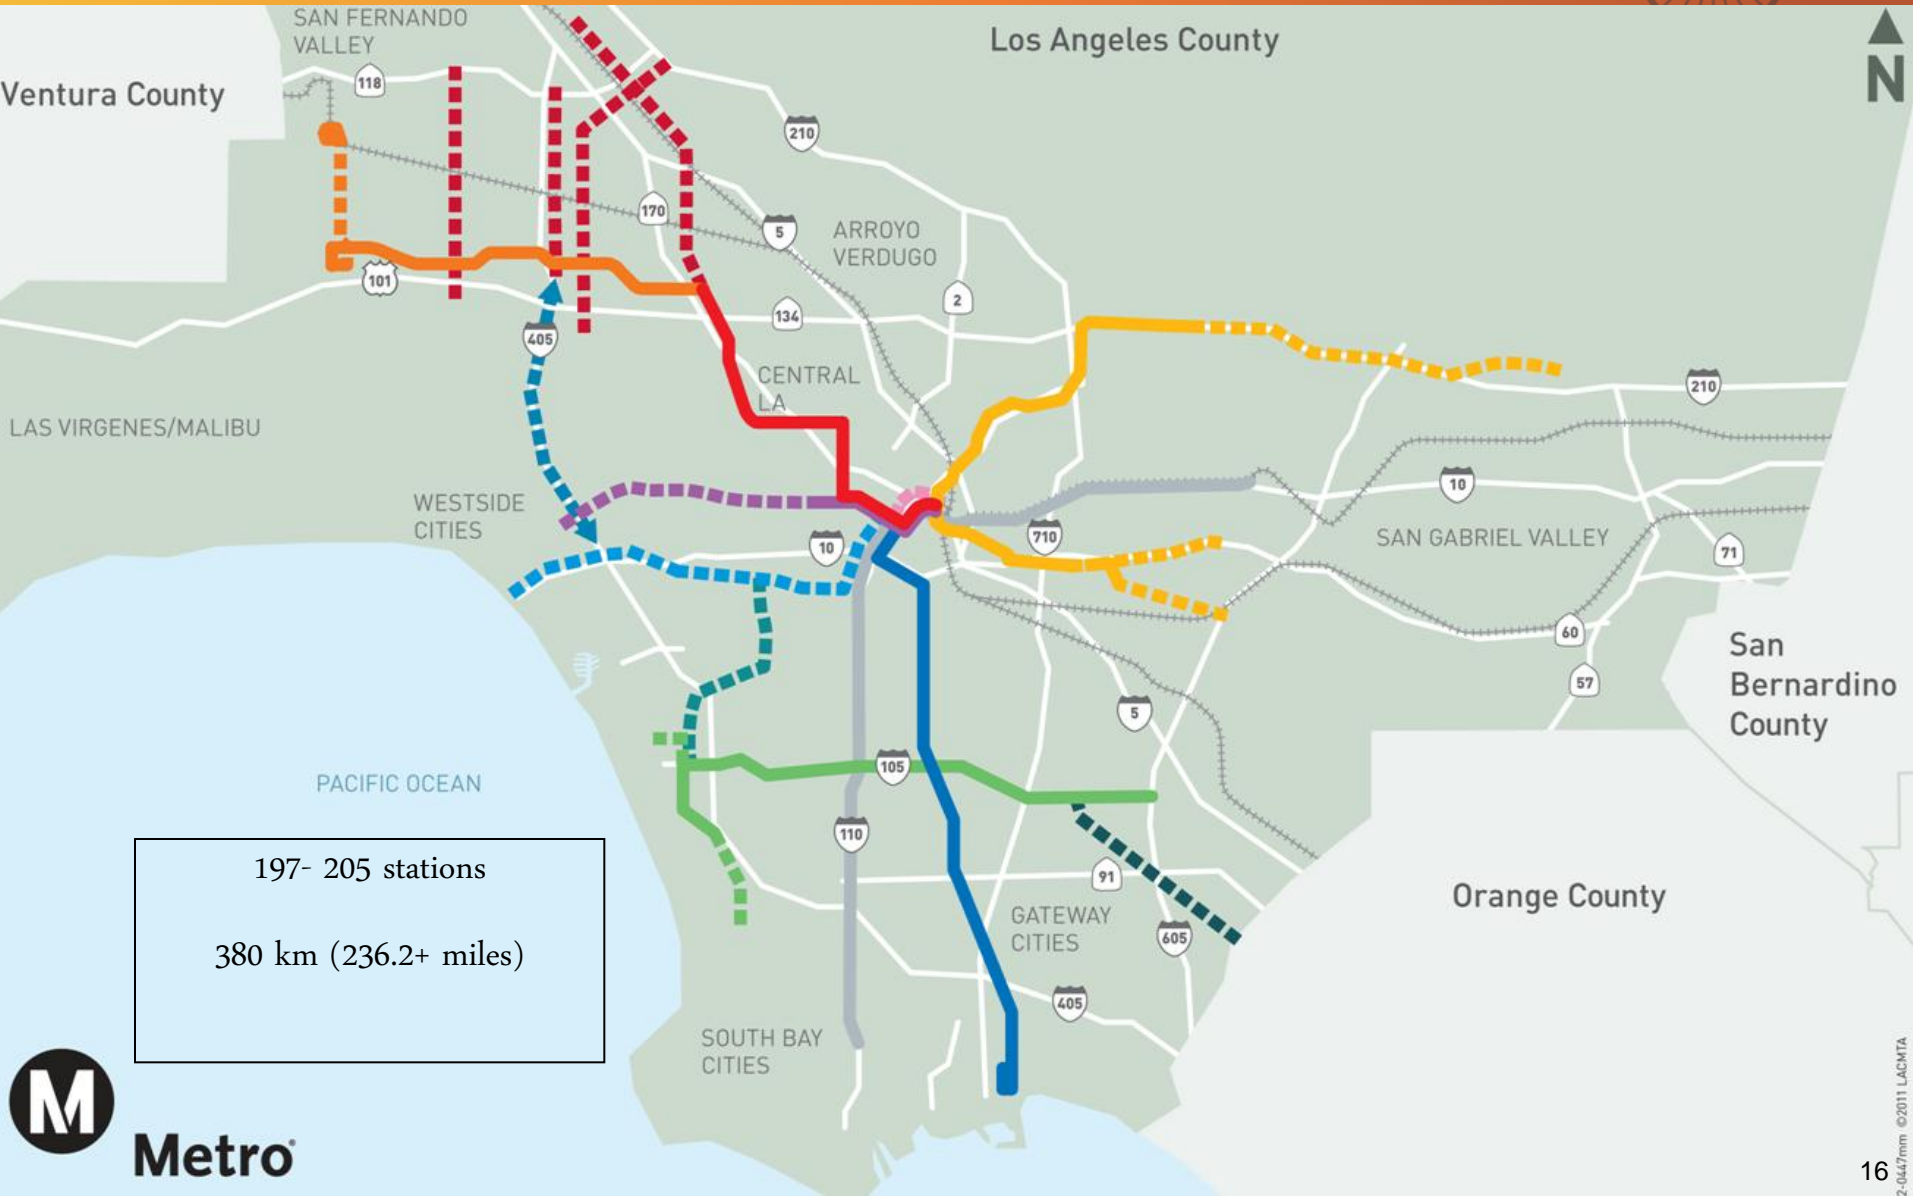 SAN FERNANDO
VALLEY
Los Angeles County
N
Ventura County
118
210
170
5
ARROYO
VERDUGO
101
2
134
405
CENTRAL
LA
210
LAS VIRGENES/MALIBU
WESTSIDE
CITIES
10
10
710
SAN GABRIEL VALLEY
71
60
San
Bernardino
County
57
5
PACIFIC OCEAN
105
110
197- 205 stations
380 km (236.2+ miles)
91
GATEWAY
CITIES
605
Orange County
405
SOUTH BAY
CITIES
M
Metro
16
2-0447mm ©2011 LACMTA